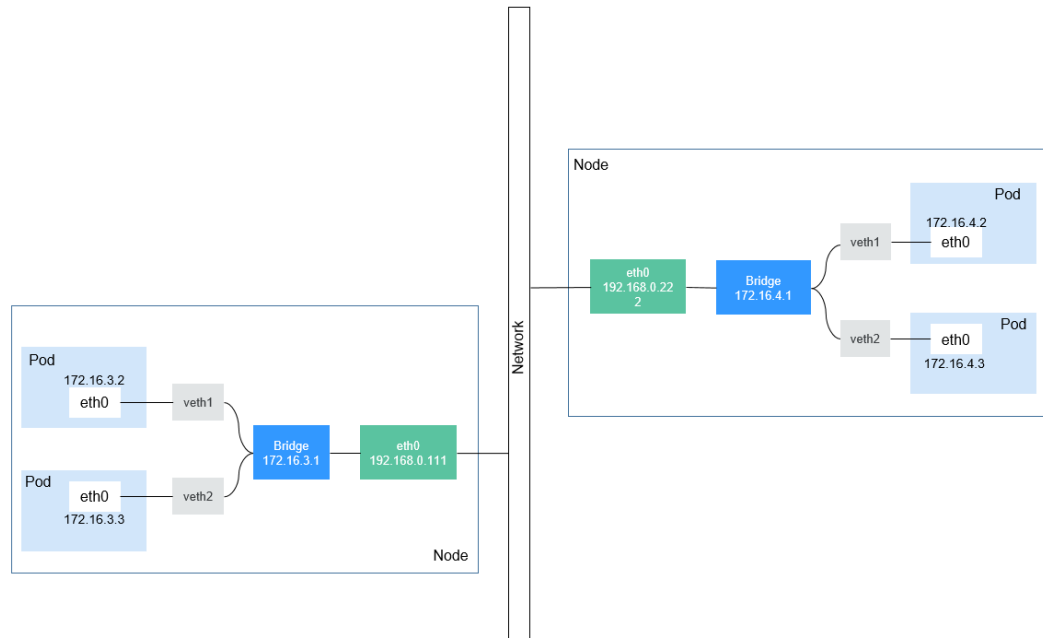 Node
Pod
172.16.4.2
eth0
veth1
eth0
192.168.0.22
2
Bridge
172.16.4.1
veth2
Pod
eth0
172.16.4.3
Network
Pod
172.16.3.2
eth0
veth1
Bridge
172.16.3.1
eth0
192.168.0.111
Pod
eth0
172.16.3.3
veth2
Node